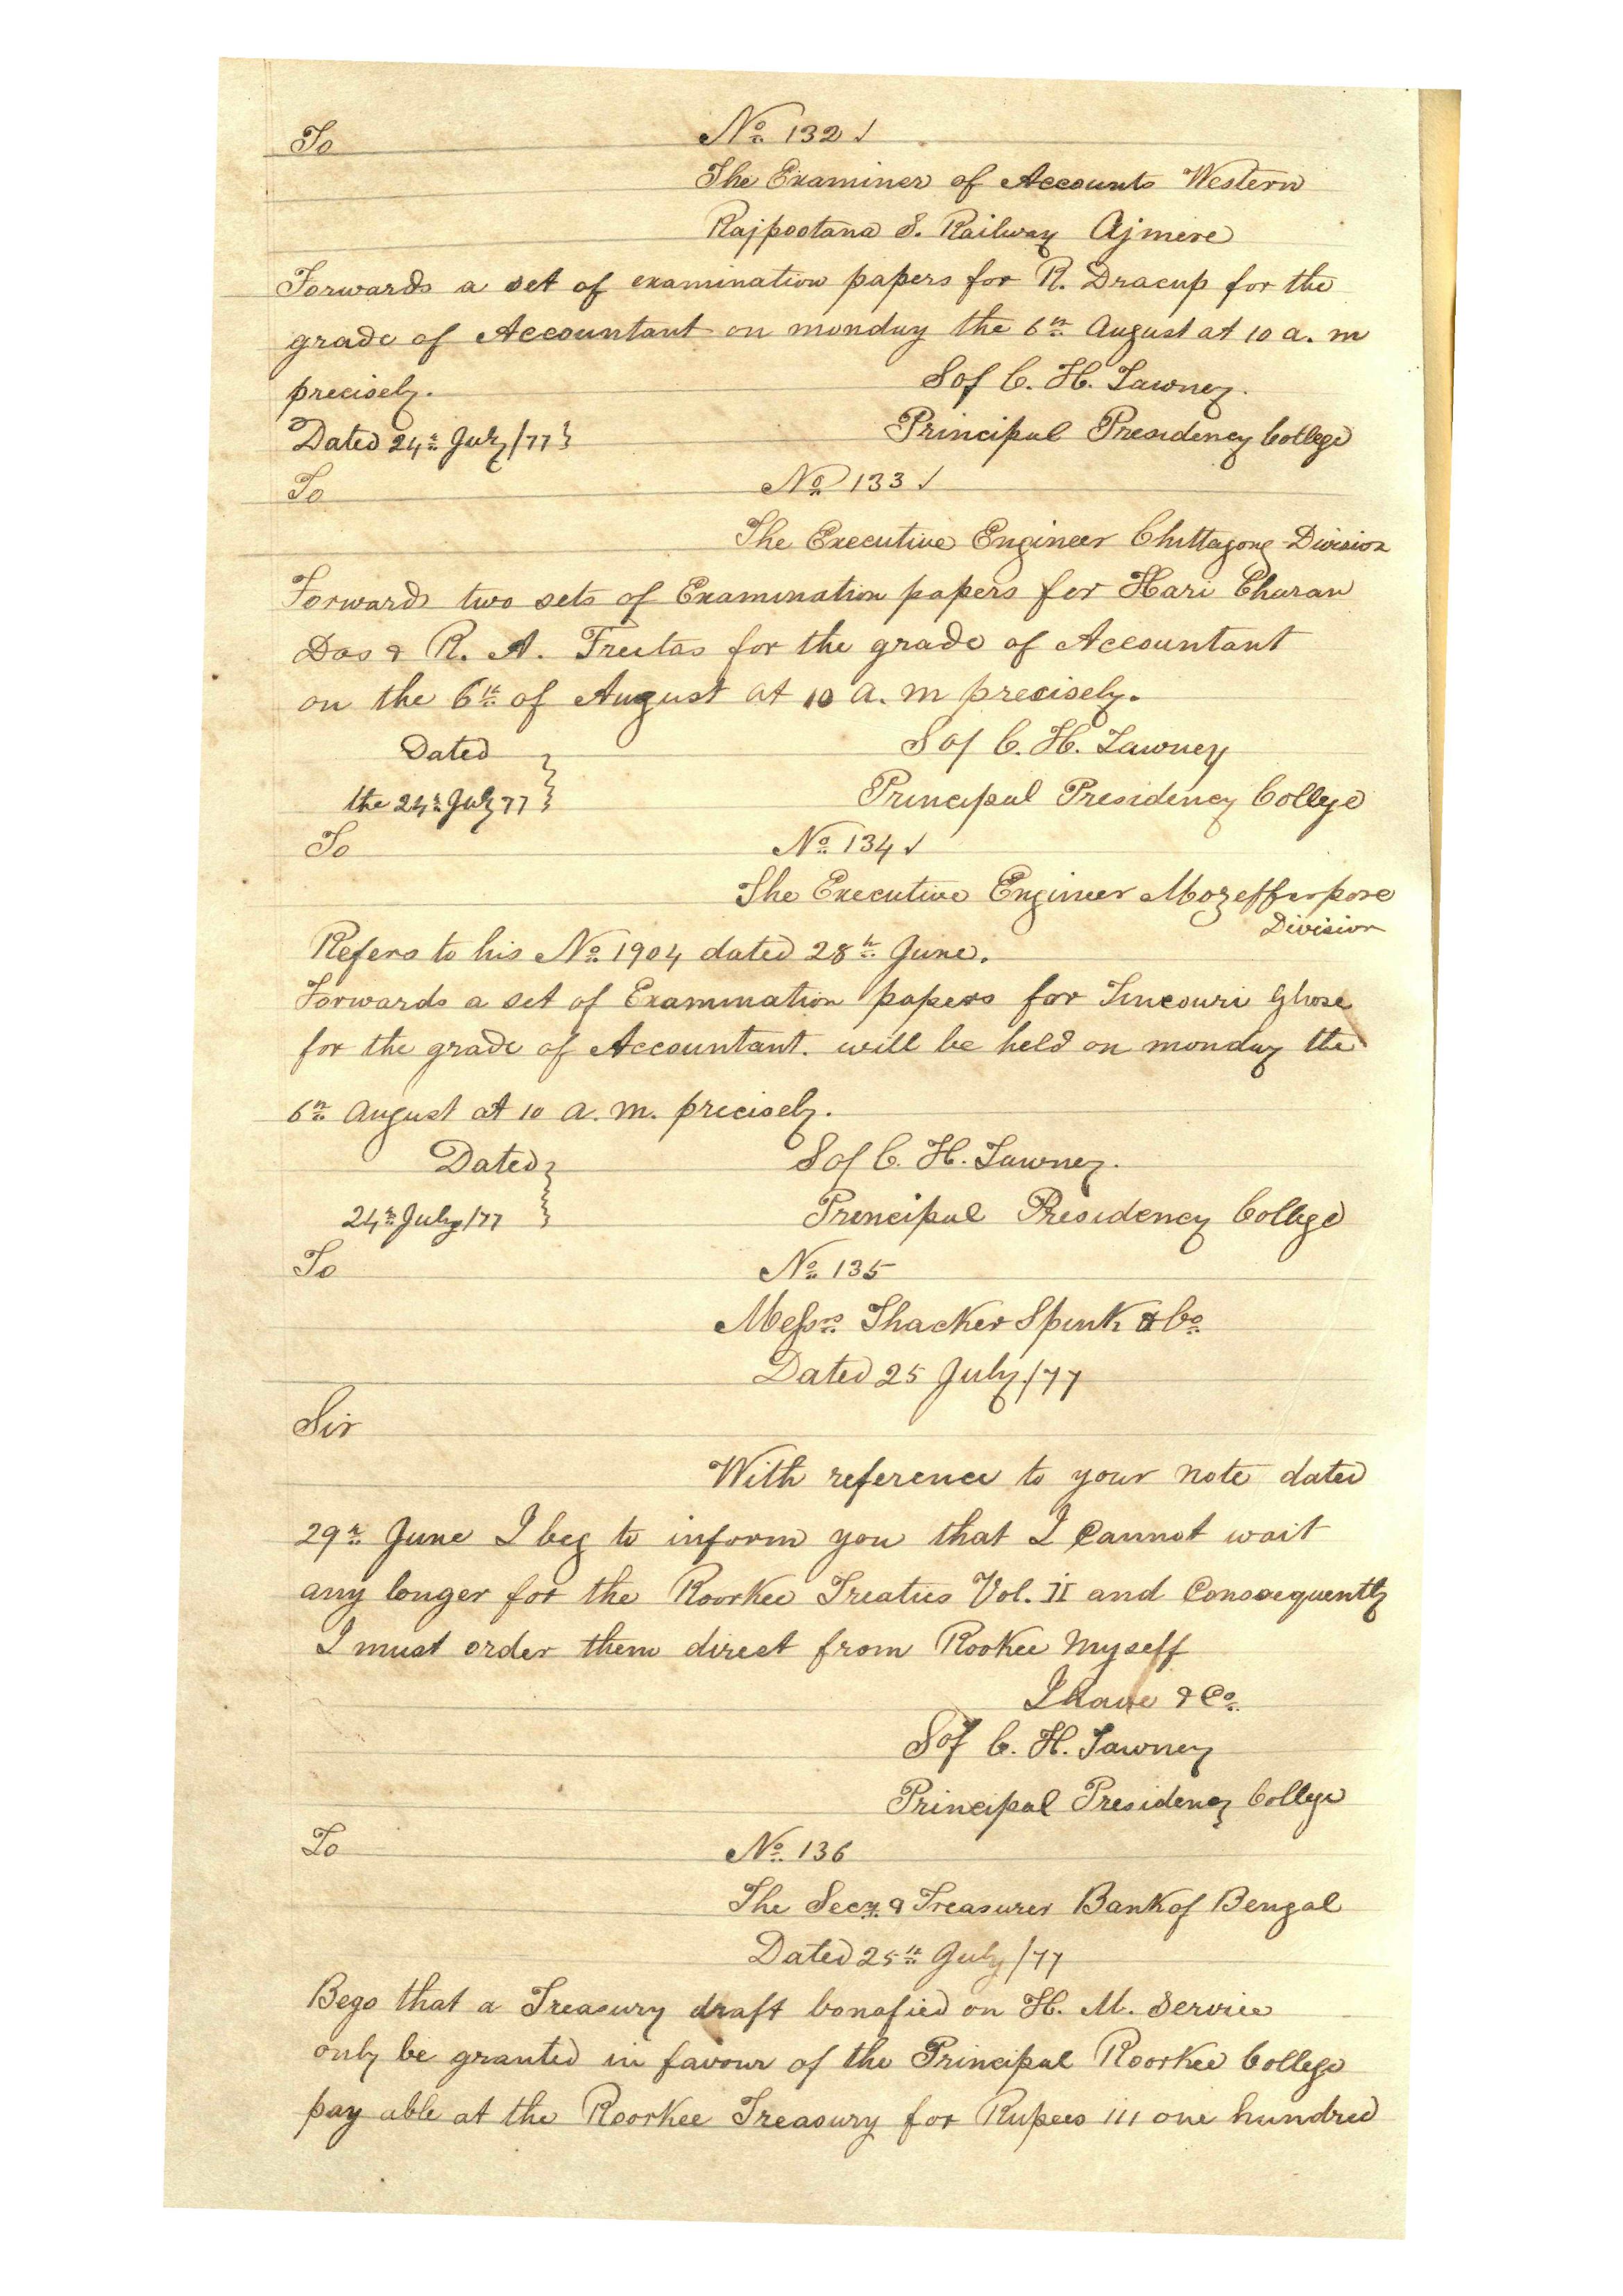 To No. 132 ✓
The Examiner of Accounts Western
Rajpootana S. Railway Ajmere
Forwards a set of examination papers for R. Dracup for the
grade of Accountant on monday the 6th August at 10 a. m
precisely. Sd/ C. H. Tawney.
Dated 24th July/77 Principal Presidency College
To No 133 ✓
The Executive Engineer Chittagong Division
Forwards two sets of Examination papers for Hari Charan
Das & R. A. Freitas for the grade of Accountant
on the 6th of August at 10 a. m precisely.
Dated Sd/ C. H. Tawney
the 24th July 77 Principal Presidency College
To No. 134 ✓
The Executive Engineer Mozefferpore
Division
Refers to his No. 1904 dated 28th June.
Forwards a set of Examination papers for Tincouri Ghose
for the grade of Accountant. will be held on monday the
6th August at 10 a. m. precisely.
Dated Sd/ C. H. Tawney.
24th July/77 Principal Presidency College
To No. 135
Messrs. Thacker Spink & Co.
Dated 25 July/77
Sir
With reference to your note dated
29th June I beg to inform you that I Cannot wait
any longer for the Roorkee Treaties Vol. II and Consequently
I must order them direct from Rookee Myself
I have & Co.
Sd/ C. H. Tawney
Principal Presidency College
To No. 136
The Secy. & Treasurer Bank of Bengal
Dated 25th July/77
Begs that a Treasury draft bonafied on H. M. Service
only be granted in favour of the Principal Roorkee College
pay able at the Roorkee Treasury for Rupees 111 one hundred